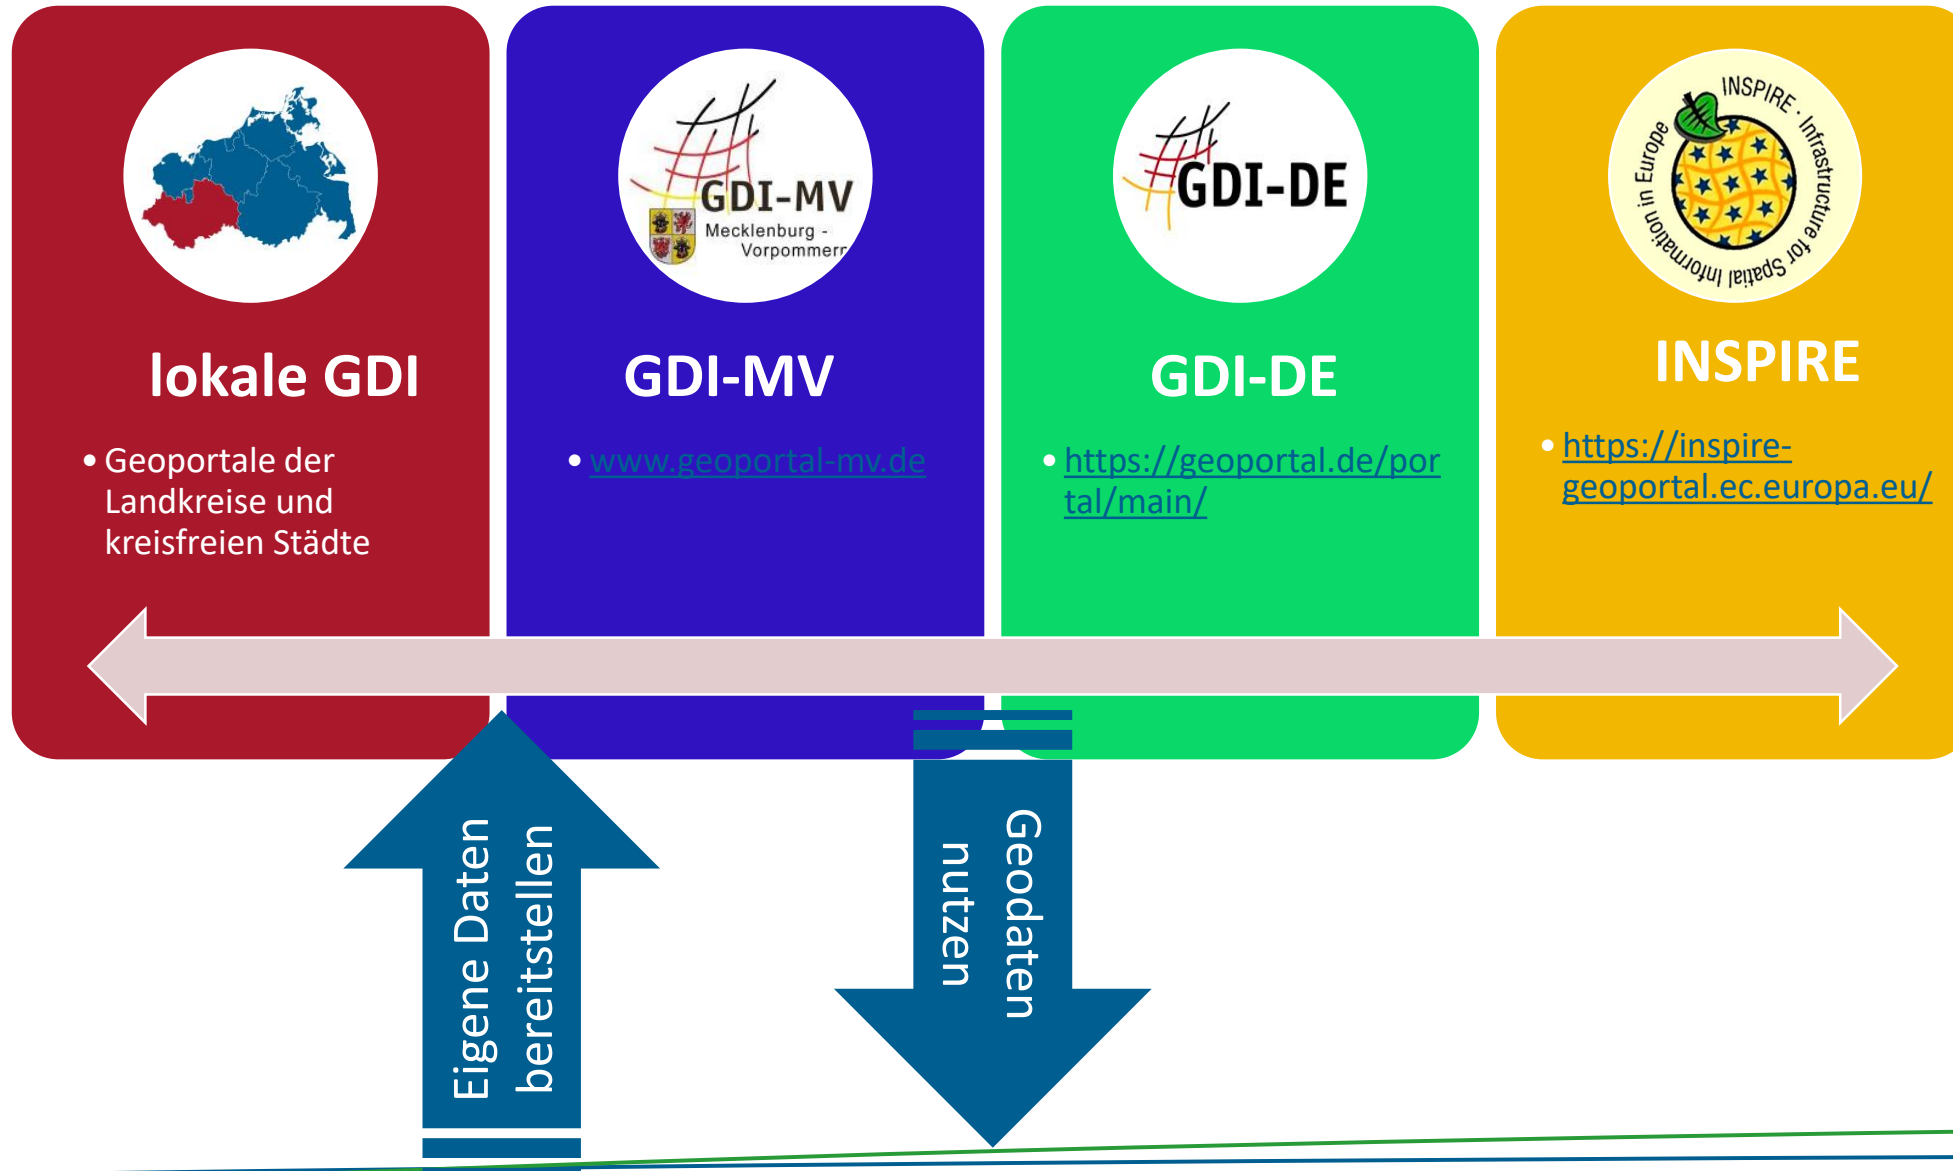 GDI-MV
Mecklenburg -
Vorpommern
GDI-DE
INSPIRE · Infrastructure for Spatial Information in Europe
lokale GDI
• Geoportale der
Landkreise und
kreisfreien Städte
GDI-MV
• www.geoportal-mv.de
GDI-DE
• https://geoportal.de/por
tal/main/
INSPIRE
• https://inspire-
geoportal.ec.europa.eu/
Eigene Daten
bereitstellen
Geodaten
nutzen